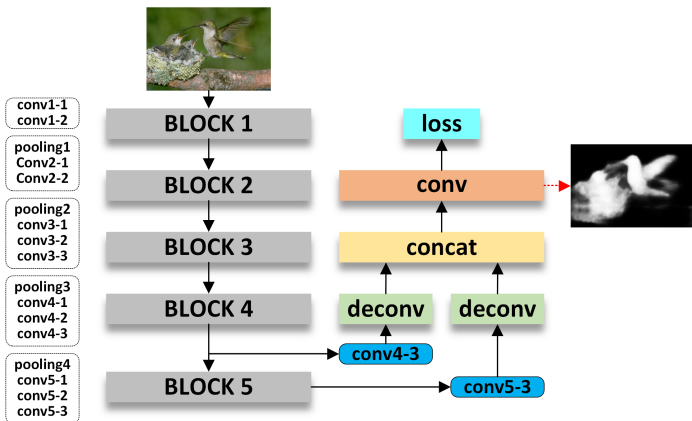 conv1-1
conv1-2
pooling1
Conv2-1
Conv2-2
pooling2
conv3-1
conv3-2
conv3-3
pooling3
conv4-1
conv4-2
conv4-3
pooling4
conv5-1
conv5-2
conv5-3
BLOCK 1
BLOCK 2
BLOCK 3
BLOCK 4
BLOCK 5
loss
conv
concat
deconv
deconv
conv4-3
conv5-3